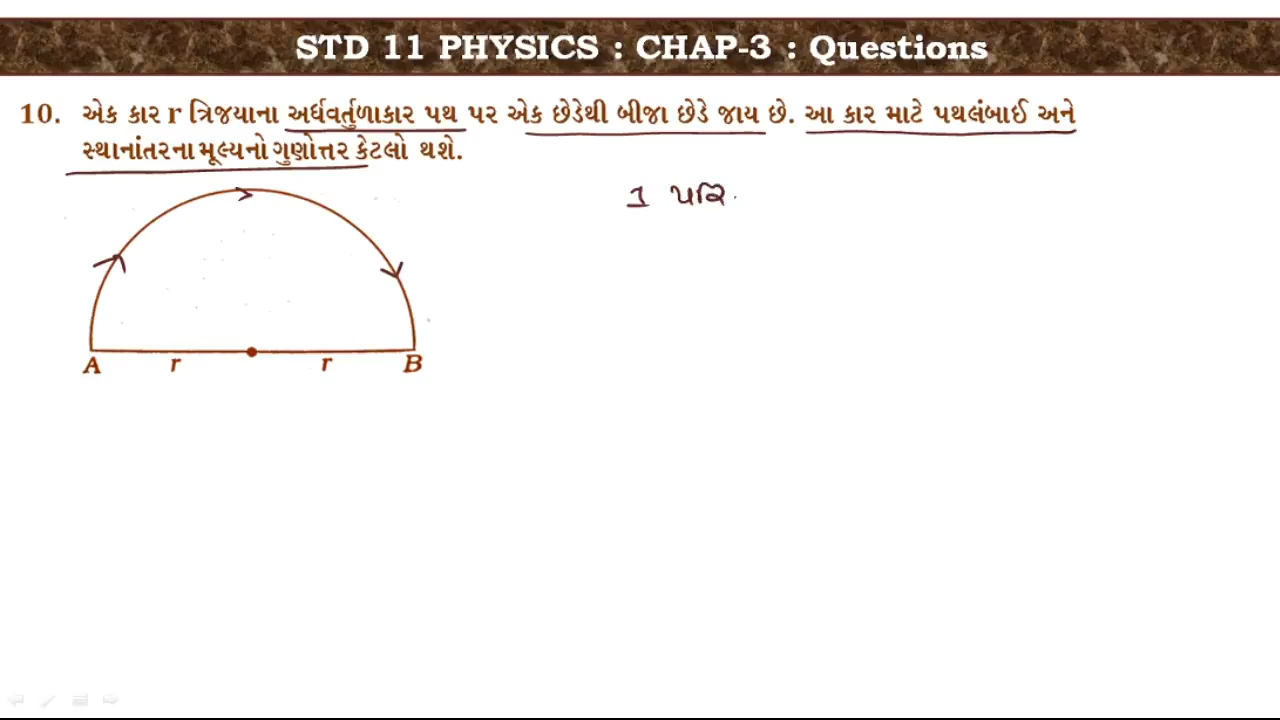 STD 11 PHYSICS : CHAP-3 : Questions
10. એક કાર r ત્રિજયાના અર્ધવર્તુળાકાર પથ પર એક છેડેથી બીજા છેડે જાય છે. આ કાર માટે પથલંબાઈ અને
સ્થાનાંતરના મૂલ્યનો ગુણોત્તર કેટલો થશે.
1 પરિ.
A r r B